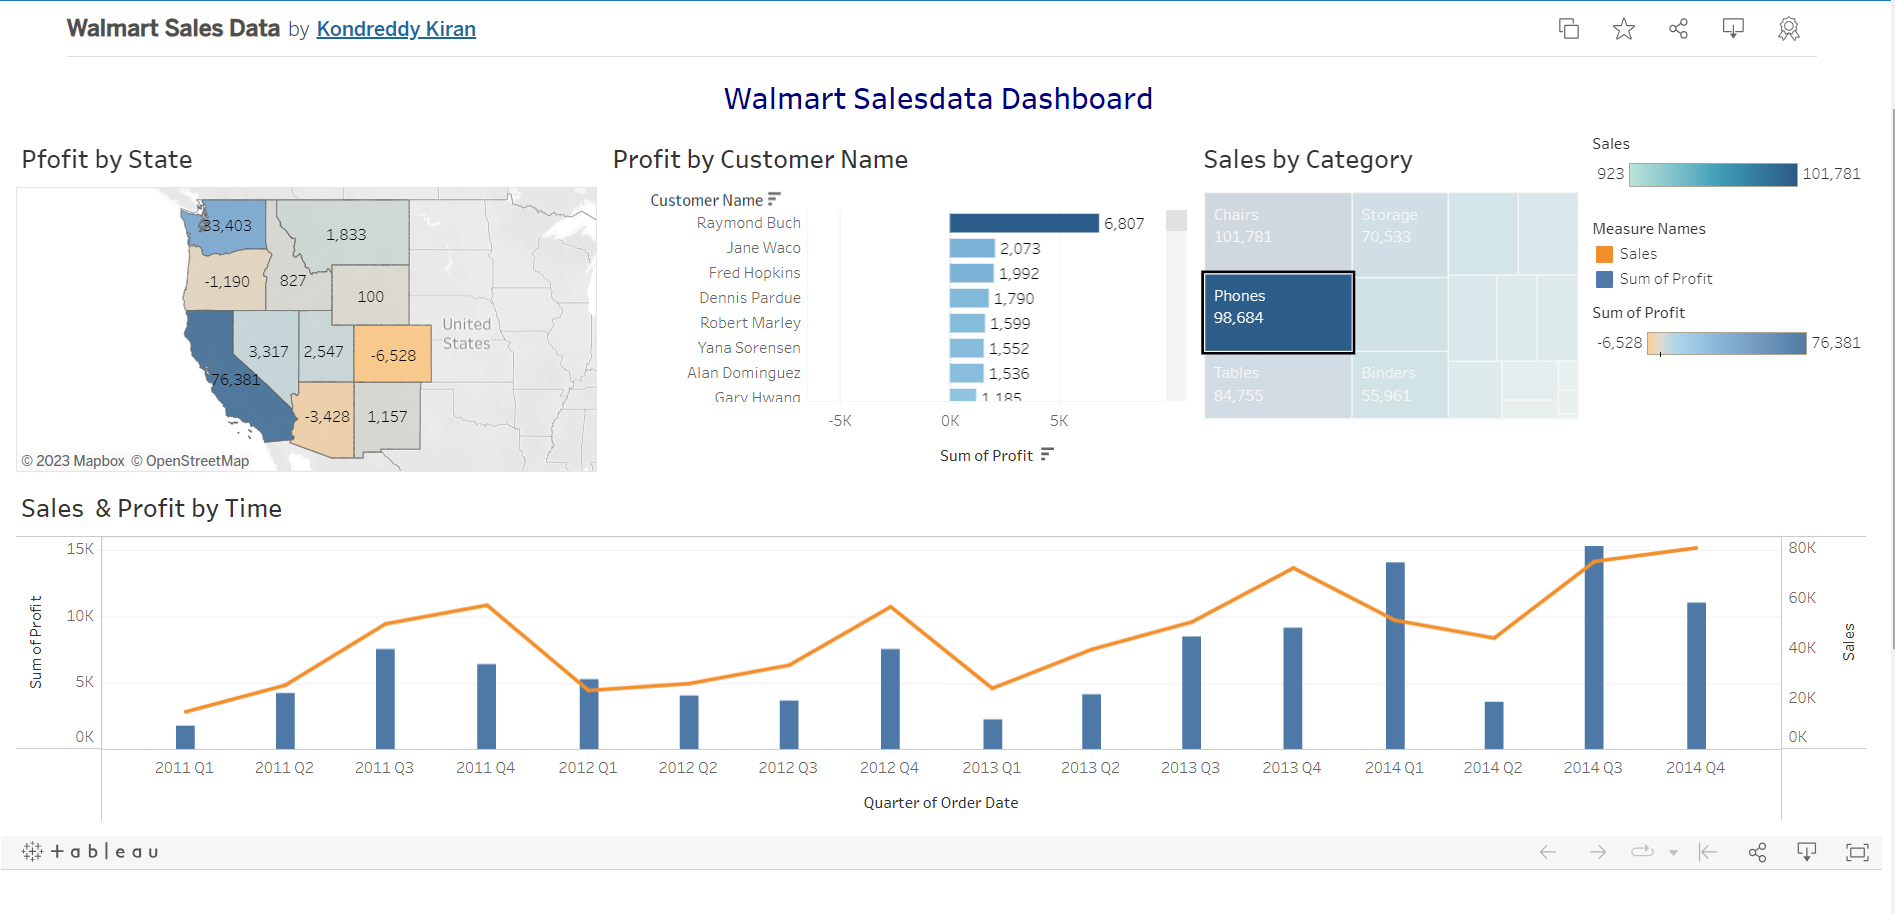 Walmart Sales Data by Kondreddy Kiran
Walmart Salesdata Dashboard
Pfofit by State
33,403
1,833
-1,190
827
100
3,317
2,547
-6,528
76,381
-3,428
1,157
United
States
© 2023 Mapbox © OpenStreetMap
Profit by Customer Name
Customer Name
Raymond Buch 6,807
Jane Waco 2,073
Fred Hopkins 1,992
Dennis Pardue 1,790
Robert Marley 1,599
Yana Sorensen 1,552
Alan Dominguez 1,536
Gary Hwang 1,185
-5K 0K 5K
Sum of Profit
Sales by Category
Chairs
101,781
Storage
70,533
Phones
98,684
Tables
84,755
Binders
55,961
Sales
923 101,781
Measure Names
Sales
Sum of Profit
Sum of Profit
-6,528 76,381
Sales & Profit by Time
Sum of Profit
15K
10K
5K
0K
80K
60K
40K
20K
0K
Sales
2011 Q1 2011 Q2 2011 Q3 2011 Q4 2012 Q1 2012 Q2 2012 Q3 2012 Q4 2013 Q1 2013 Q2 2013 Q3 2013 Q4 2014 Q1 2014 Q2 2014 Q3 2014 Q4
Quarter of Order Date
+ a b l e a u